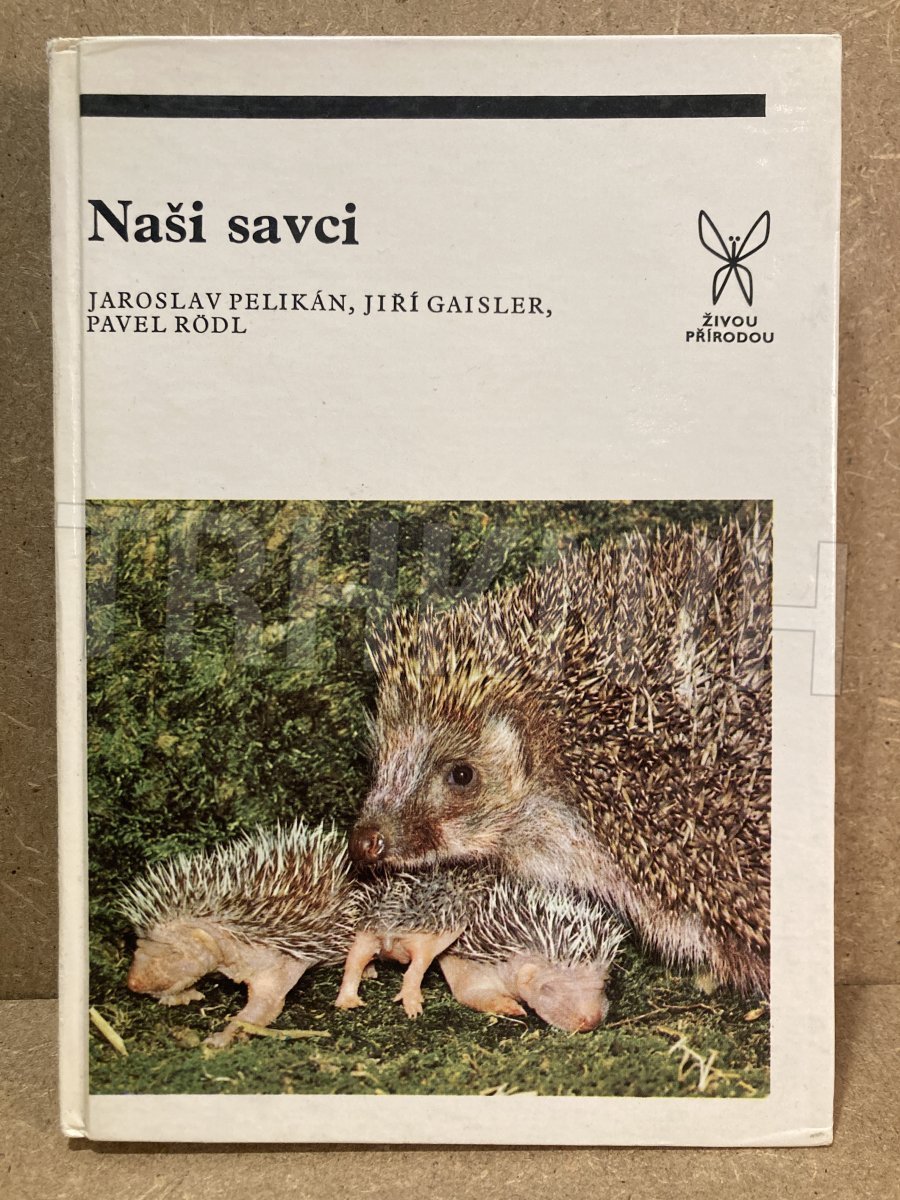 Naši savci
JAROSLAV PELIKÁN, JIŘÍ GAISLER,
PAVEL RÖDL
ŽIVOU
PŘÍRODOU